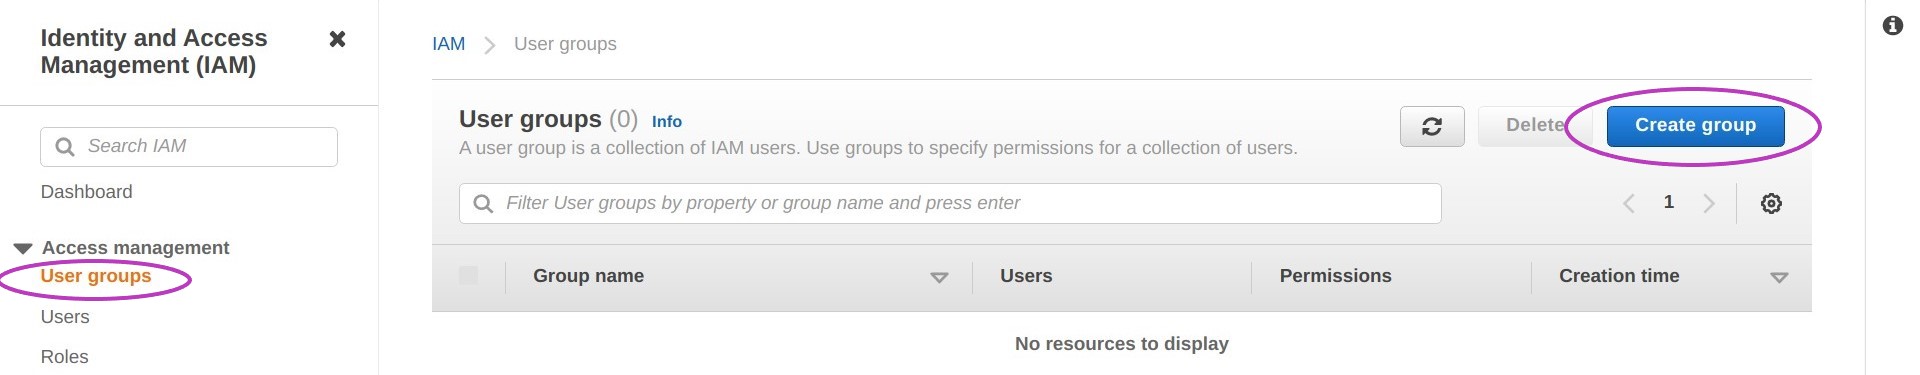 Identity and Access
Management (IAM)
Search IAM
Dashboard
Access management
User groups
Users
Roles
IAM > User groups
User groups (0) Info
A user group is a collection of IAM users. Use groups to specify permissions for a collection of users.
Delete
Create group
Filter User groups by property or group name and press enter
1
Group name Users Permissions Creation time
No resources to display